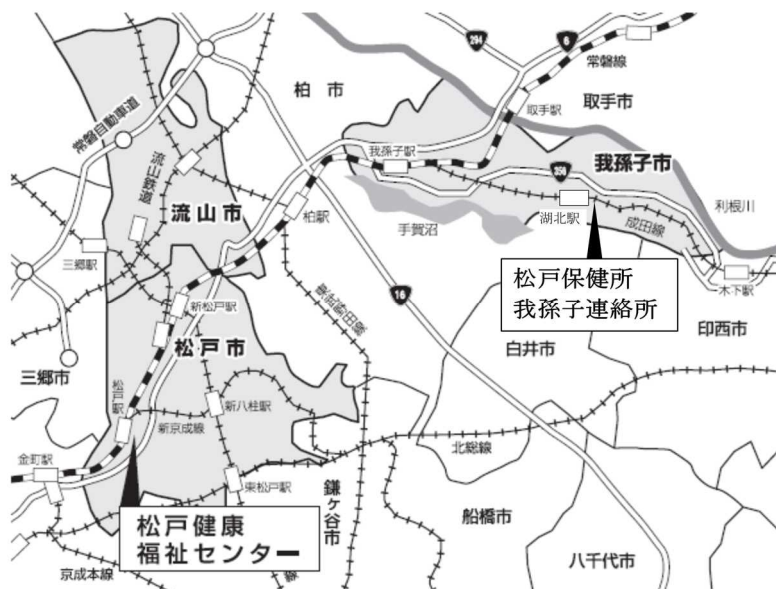 294
6
常磐線
柏市
取手市
取手駅
常磐自動車道
流山鉄道
我孫子駅
356
我孫子市
流山市
柏駅
手賀沼
湖北駅
成田線
利根川
三郷駅
松戸保健所
我孫子連絡所
木下駅
新松戸駅
16
印西市
松戸市
白井市
三郷市
松戸駅
新八柱駅
新京成線
北総線
金町駅
東松戸駅
鎌ヶ谷市
船橋市
松戸健康
福祉センター
八千代市
京成本線
線